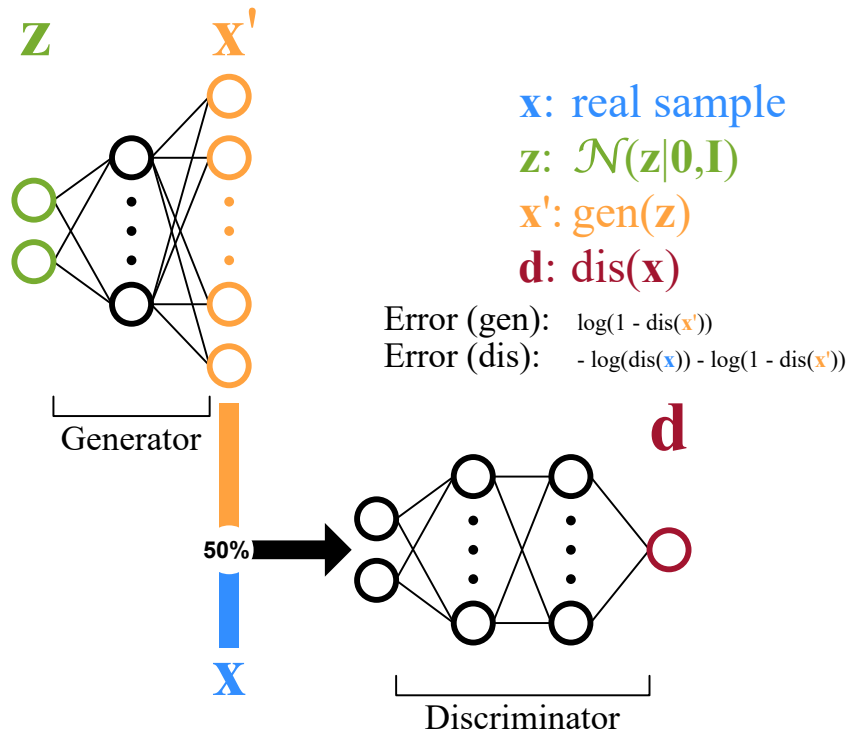 z
x'
x: real sample
z: 𝒩(z|0,I)
x': gen(z)
d: dis(x)
Error (gen): log(1 - dis(x'))
Error (dis): - log(dis(x)) - log(1 - dis(x'))
Generator
d
50%
x
Discriminator